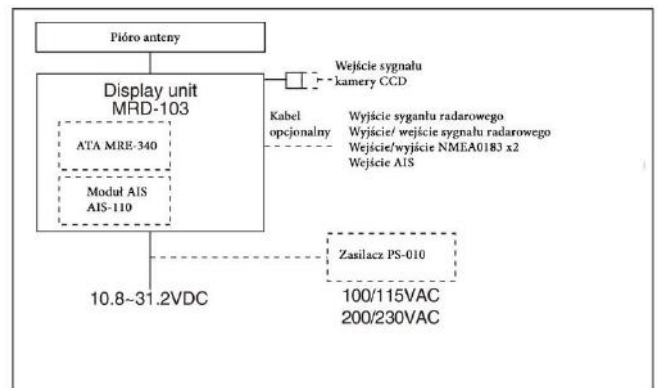 Pióro anteny
Wejście sygnału
kamery CCD
Display unit
MRD-103
ATA MRE-340
Moduł AIS
AIS-110
Kabel
opcjonalny
Wyjście syganłu radarowego
Wyjście/ wejście sygnału radarowego
Wejście/wyjście NMEA0183 x2
Wejście AIS
Zasilacz PS-010
10.8~31.2VDC
100/115VAC
200/230VAC